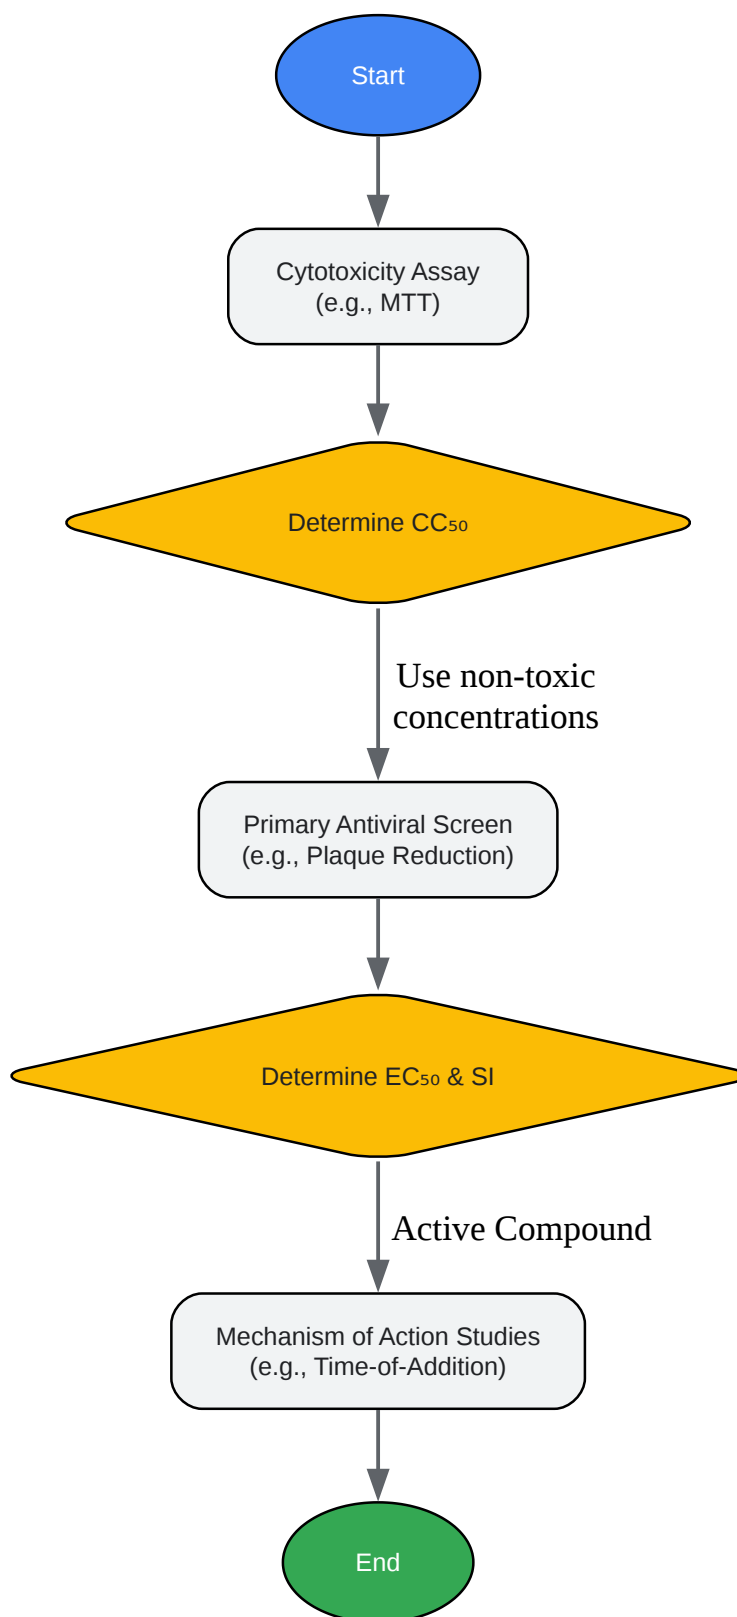 Start
Cytotoxicity Assay
(e.g., MTT)
Determine CC₅₀
Use non-toxic
concentrations
Primary Antiviral Screen
(e.g., Plaque Reduction)
Determine EC₅₀ & SI
Active Compound
Mechanism of Action Studies
(e.g., Time-of-Addition)
End